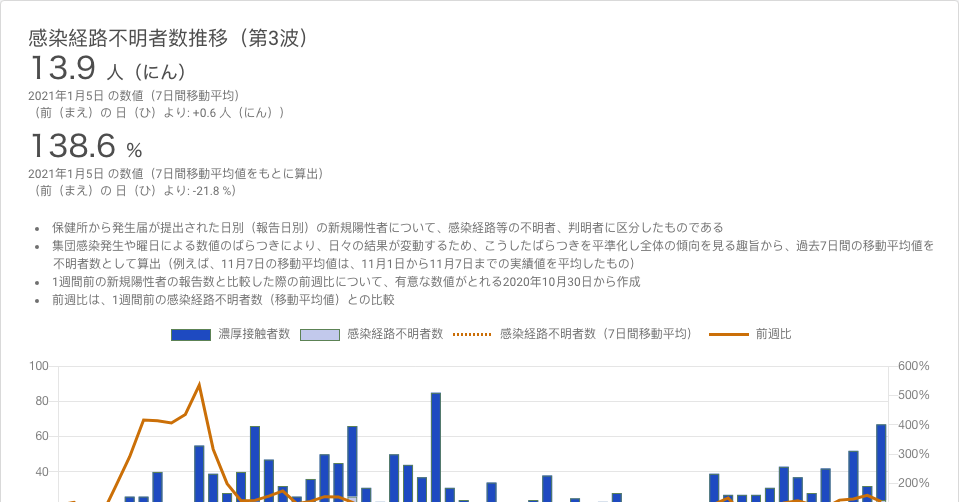 感染経路不明者数推移（第3波）
13.9 人（にん）
2021年1月5日 の数値（7日間移動平均）
（前（まえ）の 日（ひ）より: +0.6 人（にん））
138.6 %
2021年1月5日 の数値（7日間移動平均値をもとに算出）
（前（まえ）の 日（ひ）より: -21.8 %）
• 保健所から発生届が提出された日別（報告日別）の新規陽性者について、感染経路等の不明者、判明者に区分したものである
• 集団感染発生や曜日による数値のばらつきにより、日々の結果が変動するため、こうしたばらつきを平準化し全体の傾向を見る趣旨から、過去7日間の移動平均値を
不明者数として算出（例えば、11月7日の移動平均値は、11月1日から11月7日までの実績値を平均したもの）
• 1週間前の新規陽性者の報告数と比較した際の前週比について、有意な数値がとれる2020年10月30日から作成
• 前週比は、1週間前の感染経路不明者数（移動平均値）との比較
濃厚接触者数 感染経路不明者数 感染経路不明者数（7日間移動平均） 前週比
100 600%
500%
80
400%
60
300%
40
200%